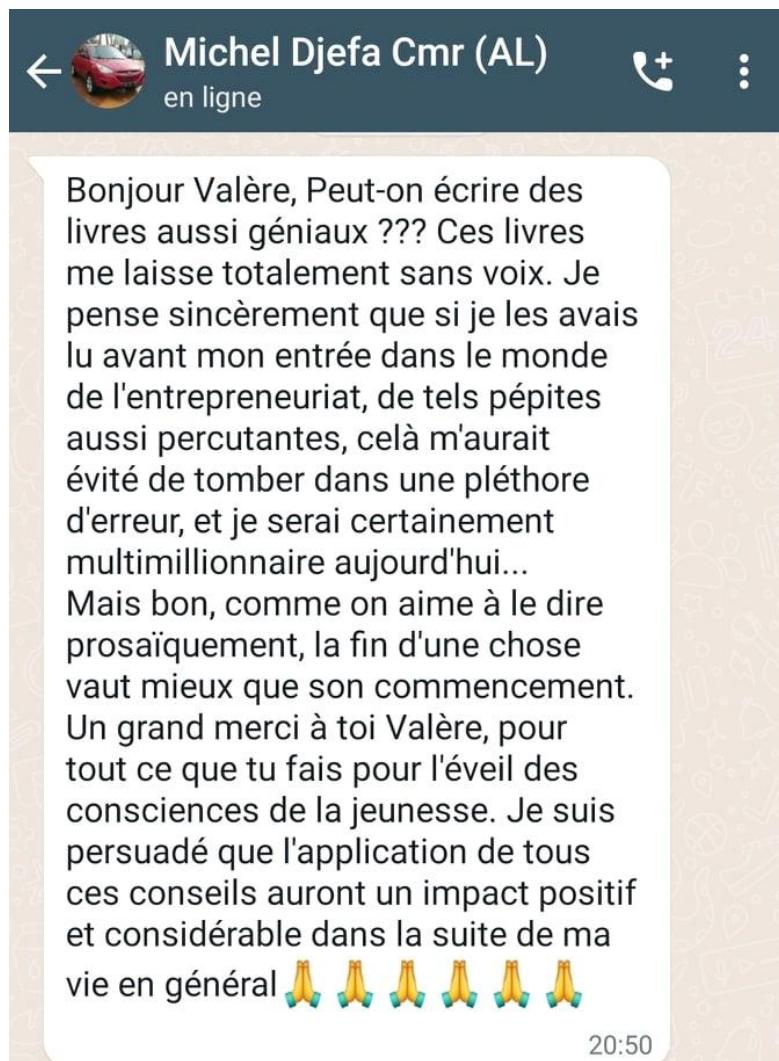 Michel Djefa Cmr (AL)
en ligne
Bonjour Valère, Peut-on écrire des
livres aussi géniaux ??? Ces livres
me laisse totalement sans voix. Je
pense sincèrement que si je les avais
lu avant mon entrée dans le monde
de l'entrepreneuriat, de tels pépites
aussi percutantes, celà m'aurait
évité de tomber dans une pléthore
d'erreur, et je serai certainement
multimillionnaire aujourd'hui...
Mais bon, comme on aime à le dire
prosaïquement, la fin d'une chose
vaut mieux que son commencement.
Un grand merci à toi Valère, pour
tout ce que tu fais pour l'éveil des
consciences de la jeunesse. Je suis
persuadé que l'application de tous
ces conseils auront un impact positif
et considérable dans la suite de ma
vie en général🙏🙏🙏🙏🙏🙏
20:50